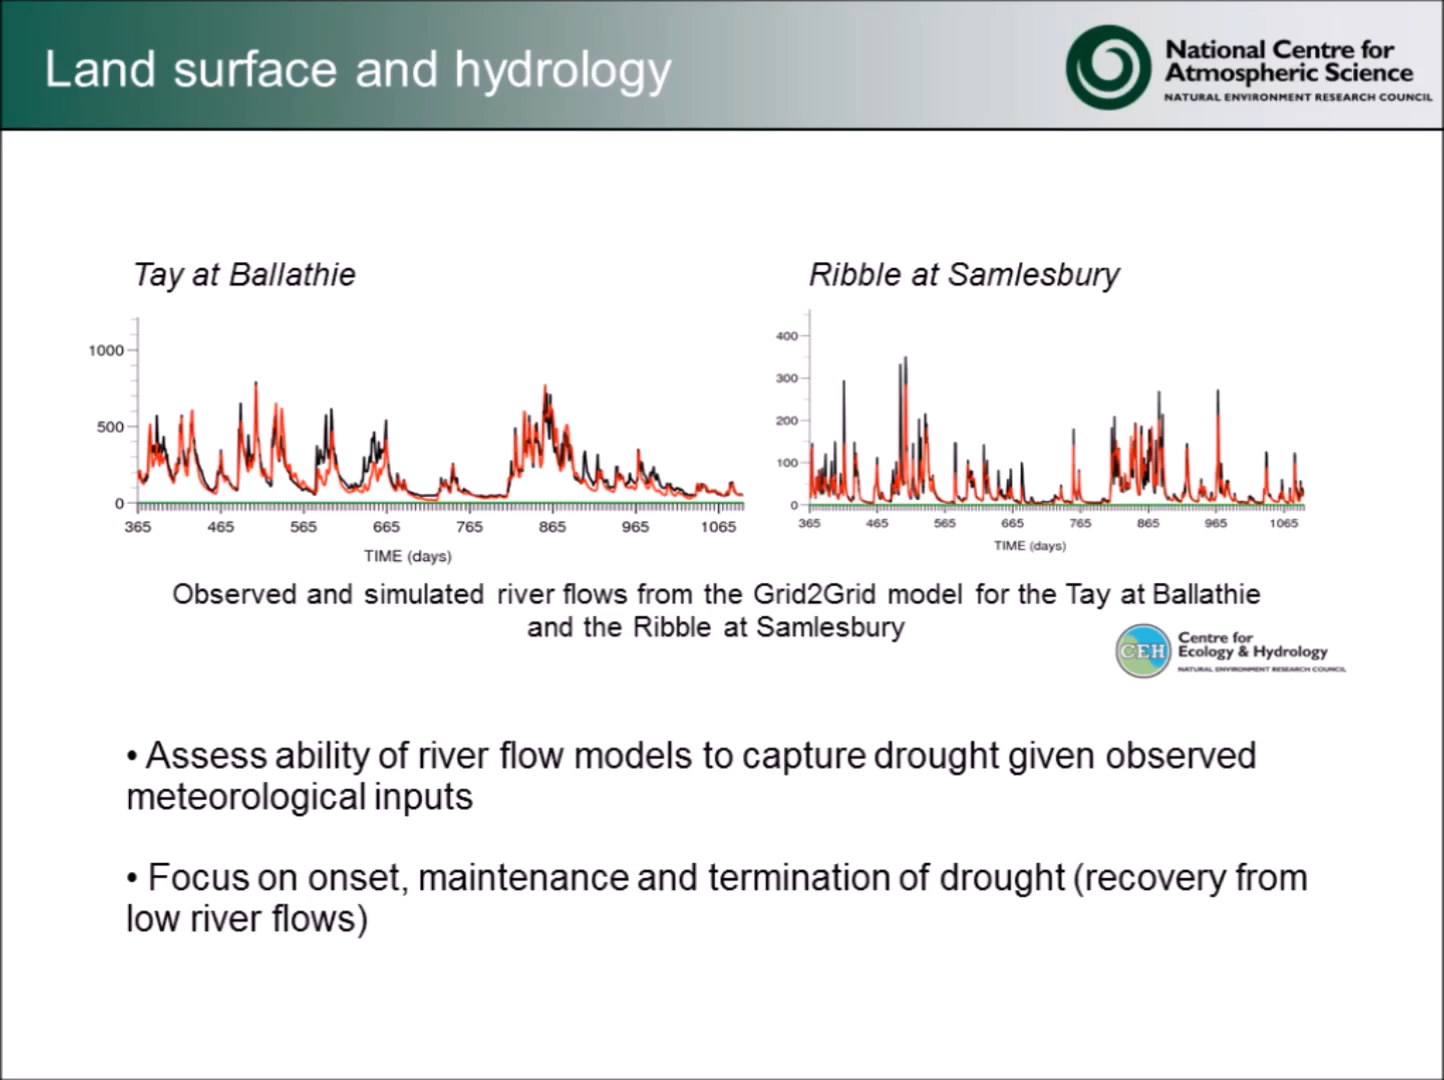 Land surface and hydrology
National Centre for
Atmospheric Science
NATURAL ENVIRONMENT RESEARCH COUNCIL
Tay at Ballathie
1000
500
0
365 465 565 665 765 865 965 1065
TIME (days)
Ribble at Samlesbury
400
300
200
100
0
365 465 565 665 765 865 965 1065
TIME (days)
Observed and simulated river flows from the Grid2Grid model for the Tay at Ballathie
and the Ribble at Samlesbury
CEH
Centre for
Ecology & Hydrology
NATURAL ENVIRONMENT RESEARCH COUNCIL
• Assess ability of river flow models to capture drought given observed
meteorological inputs
• Focus on onset, maintenance and termination of drought (recovery from
low river flows)